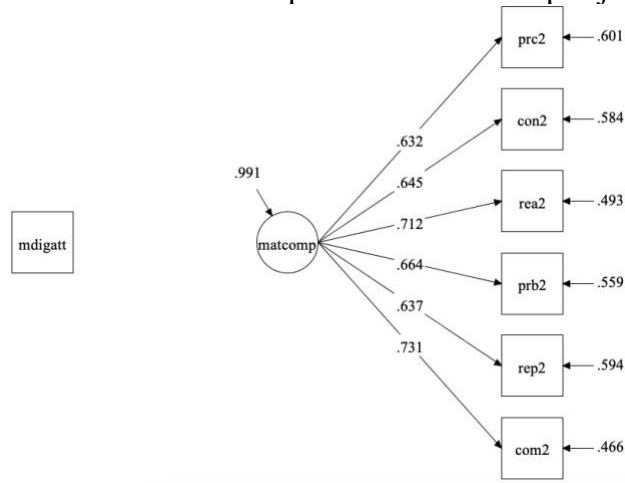 prc2
.601
con2
.584
.632
.991
.645
rea2
.493
.712
mdigatt
matcomp
.664
prb2
.559
.637
.731
rep2
.594
com2
.466